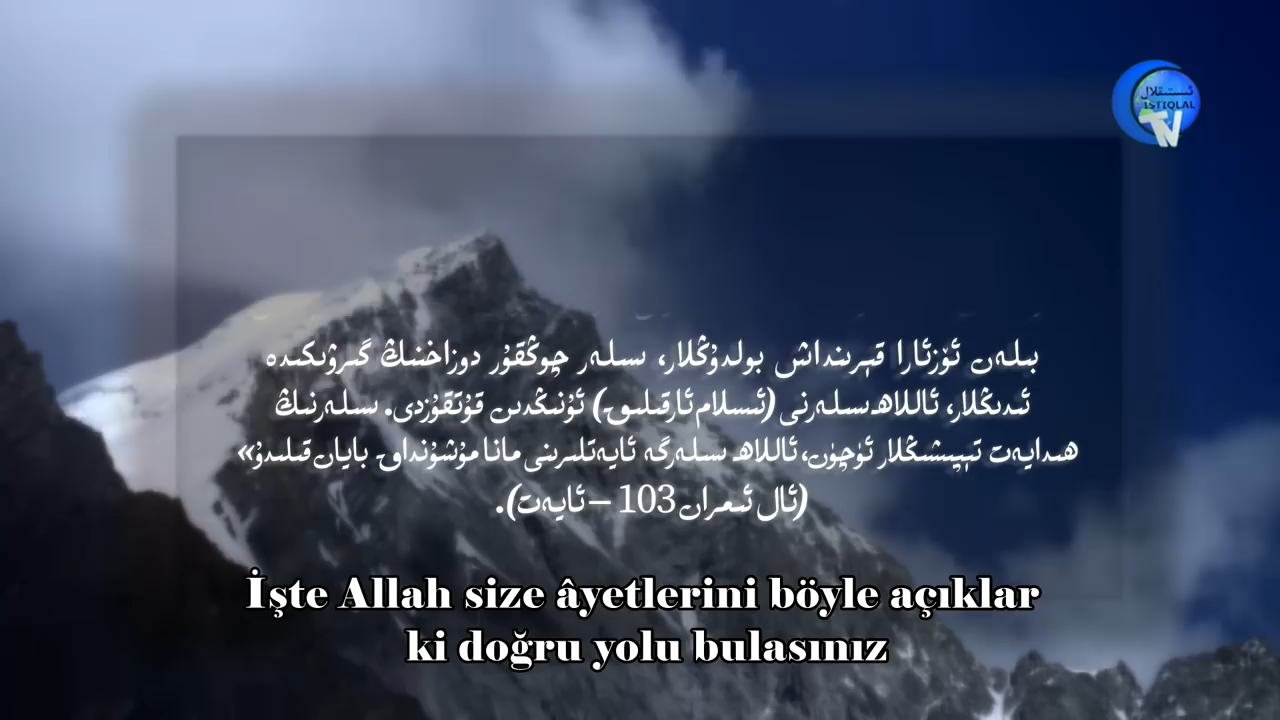 ئىستىقلال
ISTIQLAL
TV
بىلەن ئۆزئارا قېرىنداش بولدۇڭلار، سىلەر چوڭقۇر دوزاخنىڭ گىرۋىكىدە
ئىدىڭلار، ئاللاھ سىلەرنى (ئىسلام ئارقىلىق) ئۇنىڭدىن قۇتقۇزدى. سىلەرنىڭ
ھىدايەت تېپىشىڭلار ئۈچۈن، ئاللاھ سىلەرگە ئايەتلىرىنى مانا مۇشۇنداق بايان قىلىدۇ»
(ئال ئىمران 103 – ئايەت).
İşte Allah size âyetlerini böyle açıklar
ki doğru yolu bulasınız